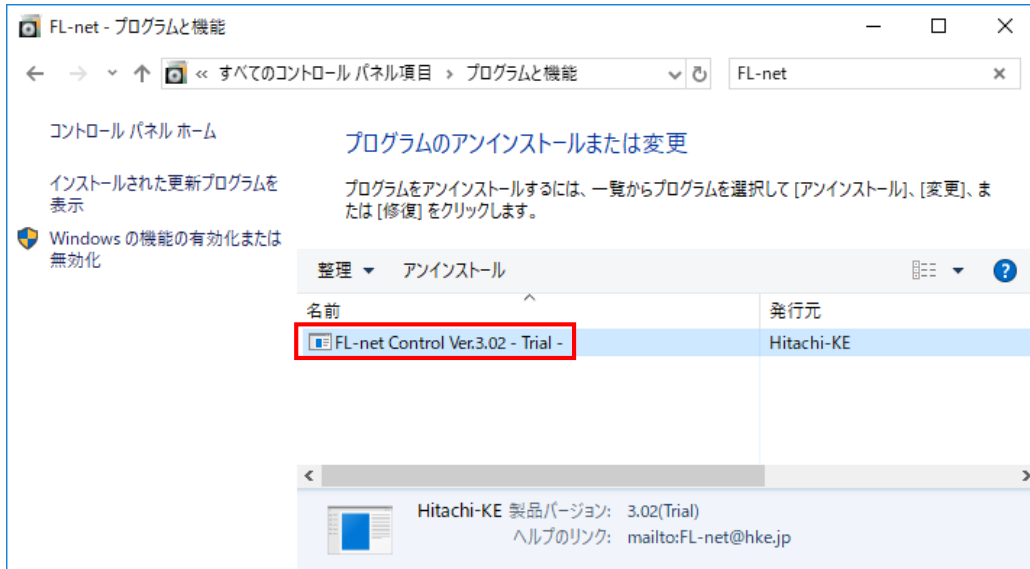 FL-net - プログラムと機能
« すべてのコントロール パネル項目 › プログラムと機能
FL-net
コントロール パネル ホーム
インストールされた更新プログラムを
表示
Windows の機能の有効化または
無効化
プログラムのアンインストールまたは変更
プログラムをアンインストールするには、一覧からプログラムを選択して [アンインストール]、[変更]、ま
たは [修復] をクリックします。
整理 アンインストール
名前 発行元
FL-net Control Ver.3.02 - Trial - Hitachi-KE
Hitachi-KE 製品バージョン: 3.02(Trial)
ヘルプのリンク: mailto:FL-net@hke.jp